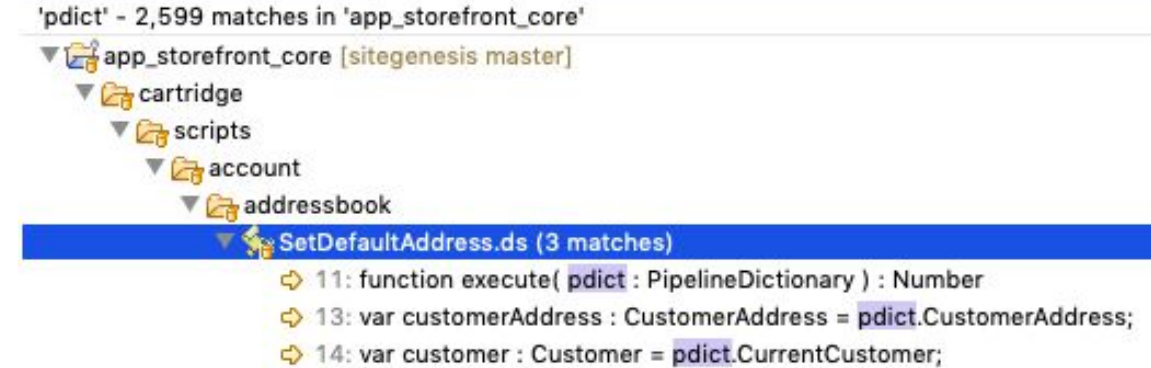 'pdict' - 2,599 matches in 'app_storefront_core'
app_storefront_core [sitegenesis master]
cartridge
scripts
account
addressbook
SetDefaultAddress.ds (3 matches)
11: function execute( pdict : PipelineDictionary ) : Number
13: var customerAddress : CustomerAddress = pdict.CustomerAddress;
14: var customer : Customer = pdict.CurrentCustomer;